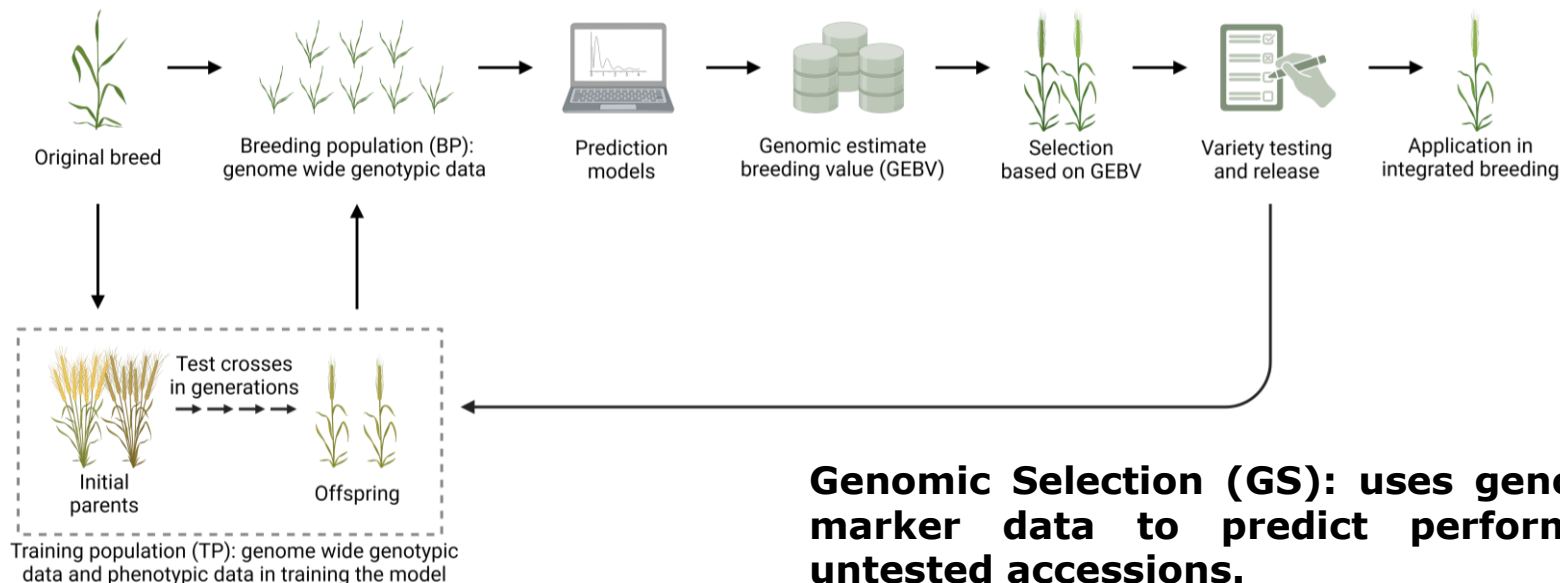 Original breed
Breeding population (BP):
genome wide genotypic data
Prediction
models
Genomic estimate
breeding value (GEBV)
Selection
based on GEBV
Variety testing
and release
Application in
integrated breeding
Test crosses
in generations
Initial
parents
Offspring
Training population (TP): genome wide genotypic
data and phenotypic data in training the model
Genomic Selection (GS): uses
marker data to predict
untested accessions.